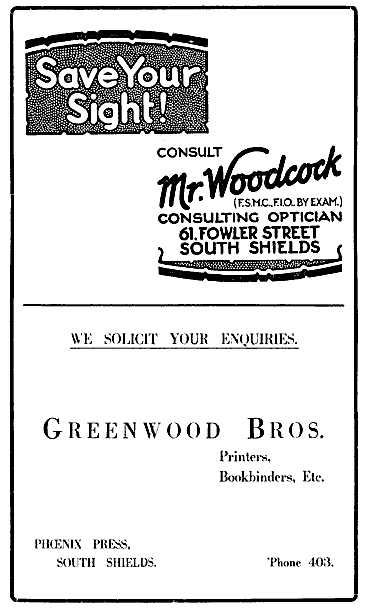 Save Your
Sight!
CONSULT
Mr. Woodcock
(F.S.M.C., F.I.O. BY EXAM.)
CONSULTING OPTICIAN
61, FOWLER STREET
SOUTH SHIELDS
WE SOLICIT YOUR ENQUIRIES.
GREENWOOD BROS.
Printers,
Bookbinders, Etc.
PHŒNIX PRESS,
SOUTH SHIELDS.
'Phone 403.